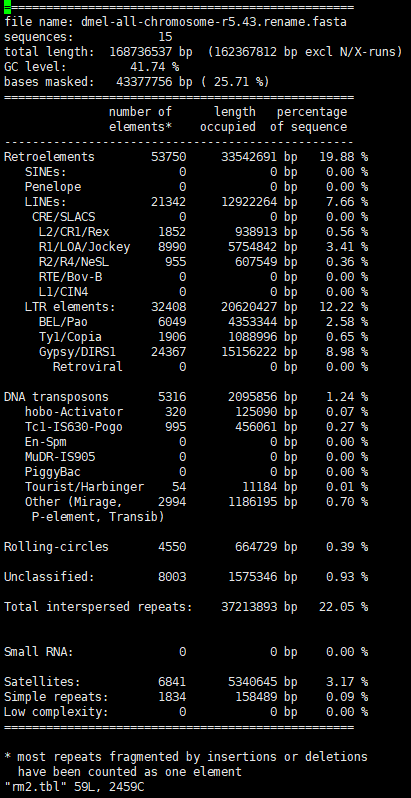 ==================================================
file name: dmel-all-chromosome-r5.43.rename.fasta
sequences:            15
total length:  168736537 bp  (162367812 bp excl N/X-runs)
GC level:        41.74 %
bases masked:   43377756 bp ( 25.71 %)
==================================================
               number of      length   percentage
               elements*    occupied  of sequence
--------------------------------------------------
Retroelements        53750     33542691 bp   19.88 %
   SINEs:                0            0 bp    0.00 %
   Penelope              0            0 bp    0.00 %
   LINEs:            21342     12922264 bp    7.66 %
    CRE/SLACS            0            0 bp    0.00 %
     L2/CR1/Rex       1852       938913 bp    0.56 %
     R1/LOA/Jockey    8990      5754842 bp    3.41 %
     R2/R4/NeSL        955       607549 bp    0.36 %
     RTE/Bov-B           0            0 bp    0.00 %
     L1/CIN4             0            0 bp    0.00 %
   LTR elements:     32408     20620427 bp   12.22 %
     BEL/Pao          6049      4353344 bp    2.58 %
     Ty1/Copia        1906      1088996 bp    0.65 %
     Gypsy/DIRS1     24367     15156222 bp    8.98 %
       Retroviral        0            0 bp    0.00 %
DNA transposons       5316      2095856 bp    1.24 %
   hobo-Activator      320       125090 bp    0.07 %
   Tc1-IS630-Pogo      995       456061 bp    0.27 %
   En-Spm                0            0 bp    0.00 %
   MuDR-IS905            0            0 bp    0.00 %
   PiggyBac              0            0 bp    0.00 %
   Tourist/Harbinger    54        11184 bp    0.01 %
   Other (Mirage,     2994      1186195 bp    0.70 %
    P-element, Transib)
Rolling-circles       4550       664729 bp    0.39 %
Unclassified:         8003      1575346 bp    0.93 %
Total interspersed repeats:    37213893 bp   22.05 %
Small RNA:               0            0 bp    0.00 %
Satellites:           6841      5340645 bp    3.17 %
Simple repeats:       1834       158489 bp    0.09 %
Low complexity:          0            0 bp    0.00 %
==================================================
* most repeats fragmented by insertions or deletions
  have been counted as one element
"rm2.tbl" 59L, 2459C